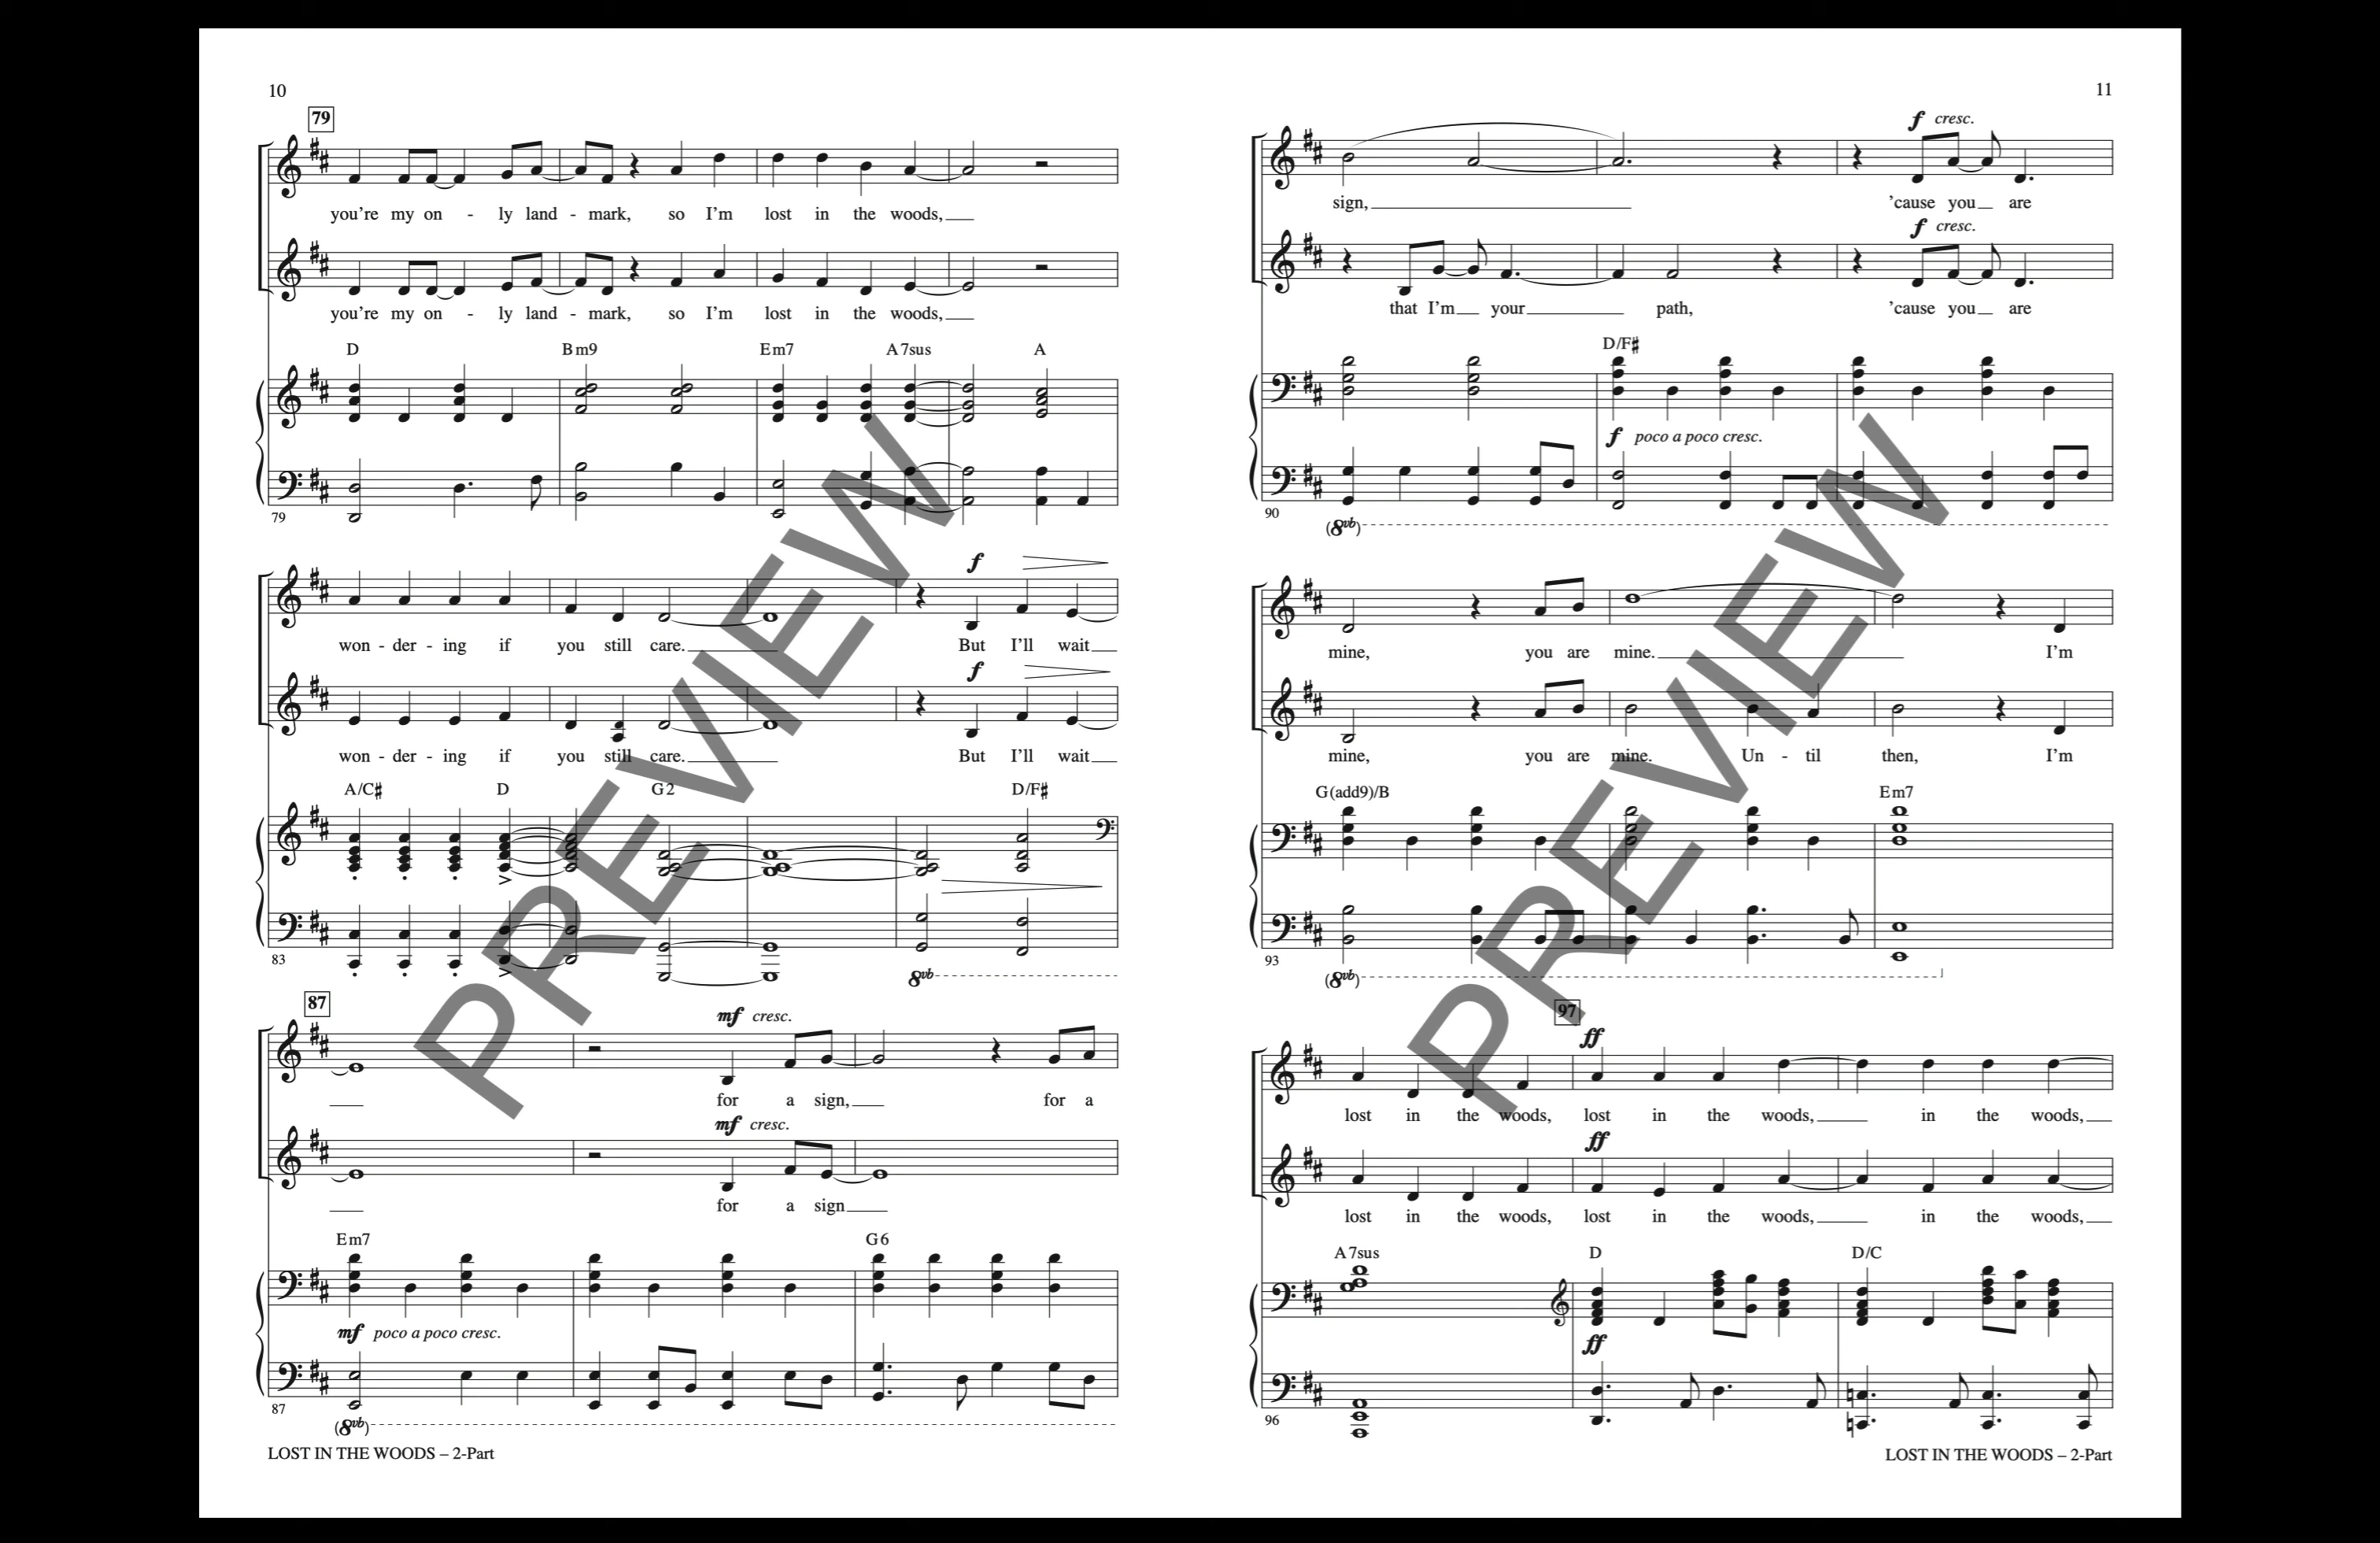 10
79
you're my on - ly land - mark, so I'm lost in the woods,
you're my on - ly land - mark, so I'm lost in the woods,
D Bm9 Em7 A7sus A
79
f
won - der - ing if you still care. But I'll wait
f
won - der - ing if you still care. But I'll wait
A/C♯ D G2 D/F♯
83
8vb
87
mf cresc.
for a sign, for a
mf cresc.
for a sign
Em7 G6
mf poco a poco cresc.
87
(8vb)
LOST IN THE WOODS – 2-Part
PREVIEW
11
f cresc.
sign, 'cause you are
f cresc.
that I'm your path, 'cause you are
D/F♯
f poco a poco cresc.
90
(8vb)
mine, you are mine. I'm
mine, you are mine. Un - til then, I'm
G(add9)/B Em7
93
(8vb)
97
ff
lost in the woods, lost in the woods, in the woods,
ff
lost in the woods, lost in the woods, in the woods,
A7sus D D/C
ff
96
LOST IN THE WOODS – 2-Part
PREVIEW